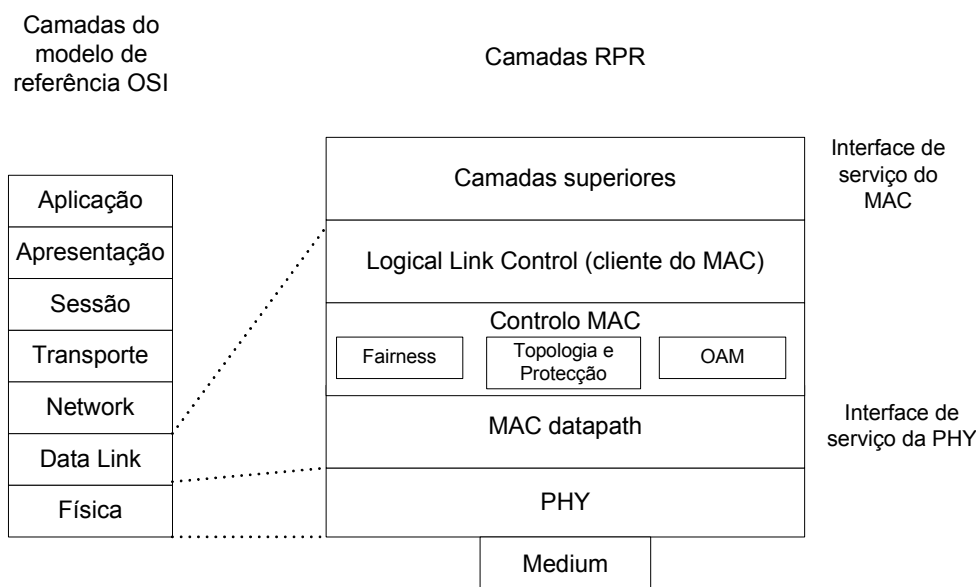 Camadas do
modelo de
referência OSI
Camadas RPR
Aplicação
Apresentação
Sessão
Transporte
Network
Data Link
Física
Camadas superiores
Logical Link Control (cliente do MAC)
Controlo MAC
Fairness
Topologia e
Protecção
OAM
MAC datapath
PHY
Medium
Interface de
serviço do
MAC
Interface de
serviço da PHY